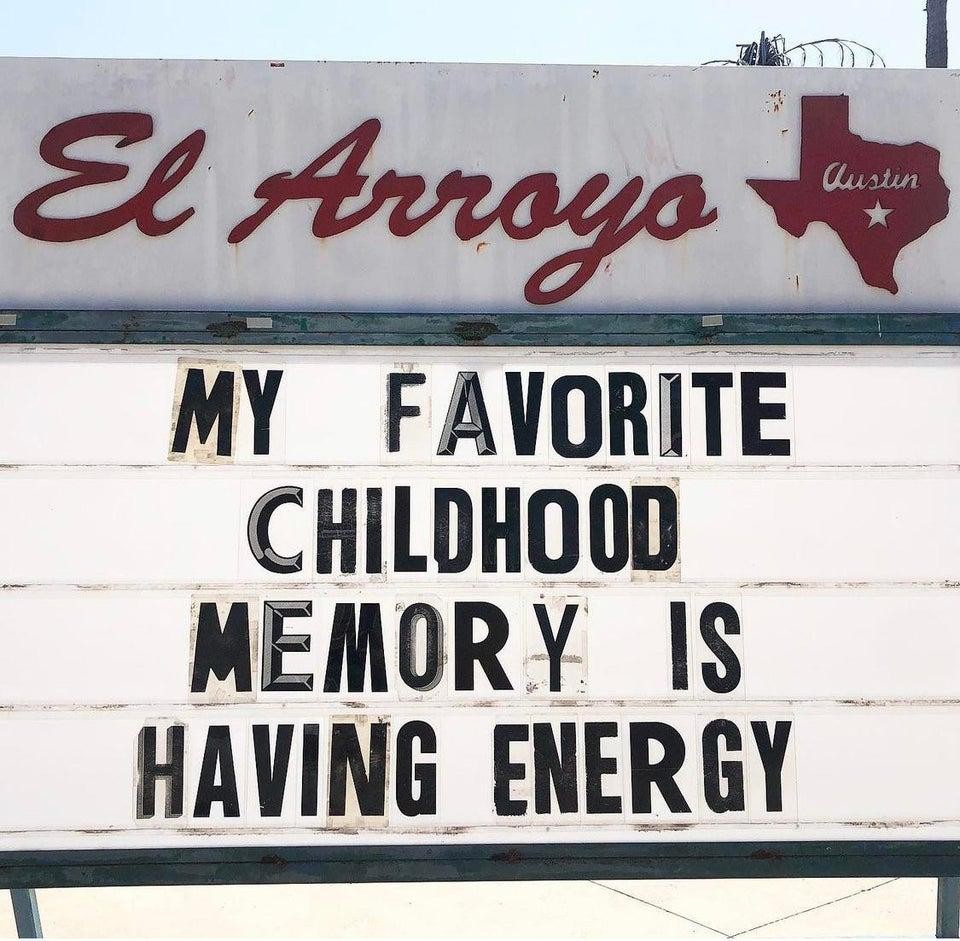 El Arroyo
Austin
MY FAVORITE
CHILDHOOD
MEMORY IS
HAVING ENERGY